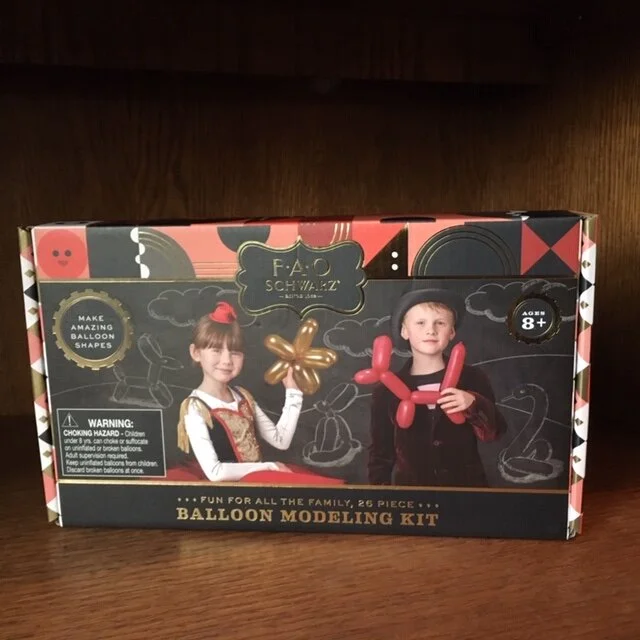 F·A·O
SCHWARZ
MAKE
AMAZING
BALLOON
SHAPES
AGES
8+
WARNING:
CHOKING HAZARD - Children
under 8 yrs. can choke or suffocate
on uninflated or broken balloons.
Adult supervision required.
Keep uninflated balloons from children.
Discard broken balloons at once.
FUN FOR ALL THE FAMILY, 26 PIECE
BALLOON MODELING KIT